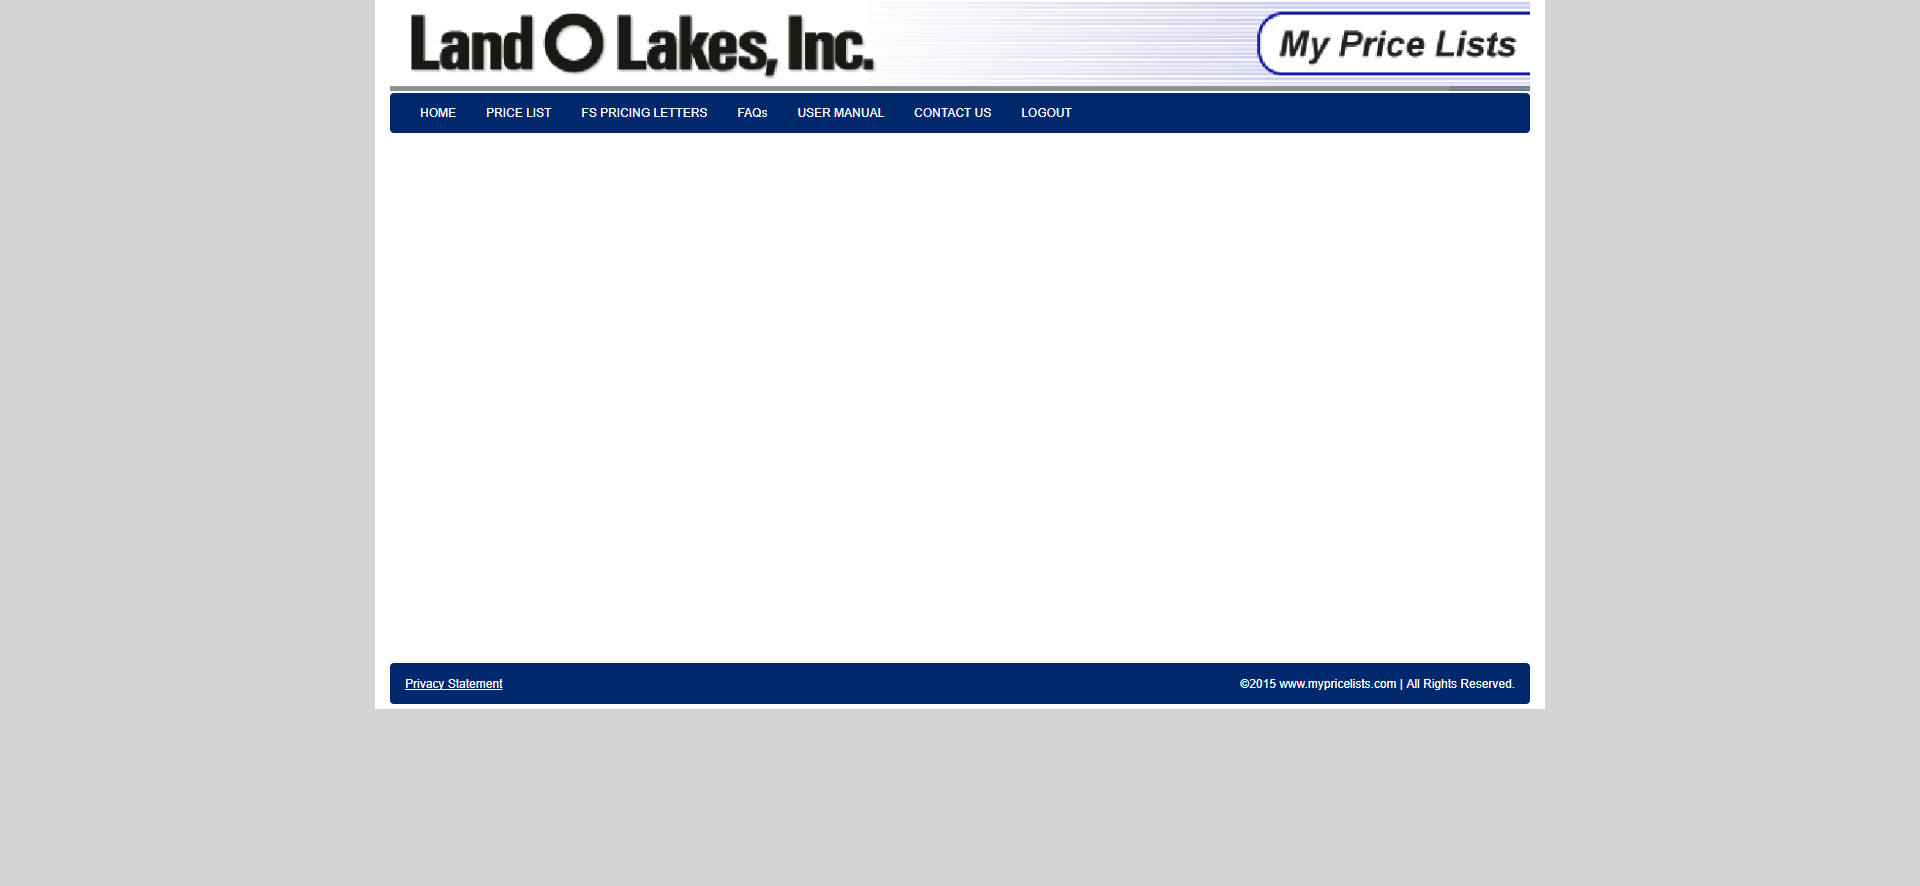 Land O Lakes, Inc.
My Price Lists
HOME PRICE LIST FS PRICING LETTERS FAQs USER MANUAL CONTACT US LOGOUT
Privacy Statement
©2015 www.mypricelists.com | All Rights Reserved.